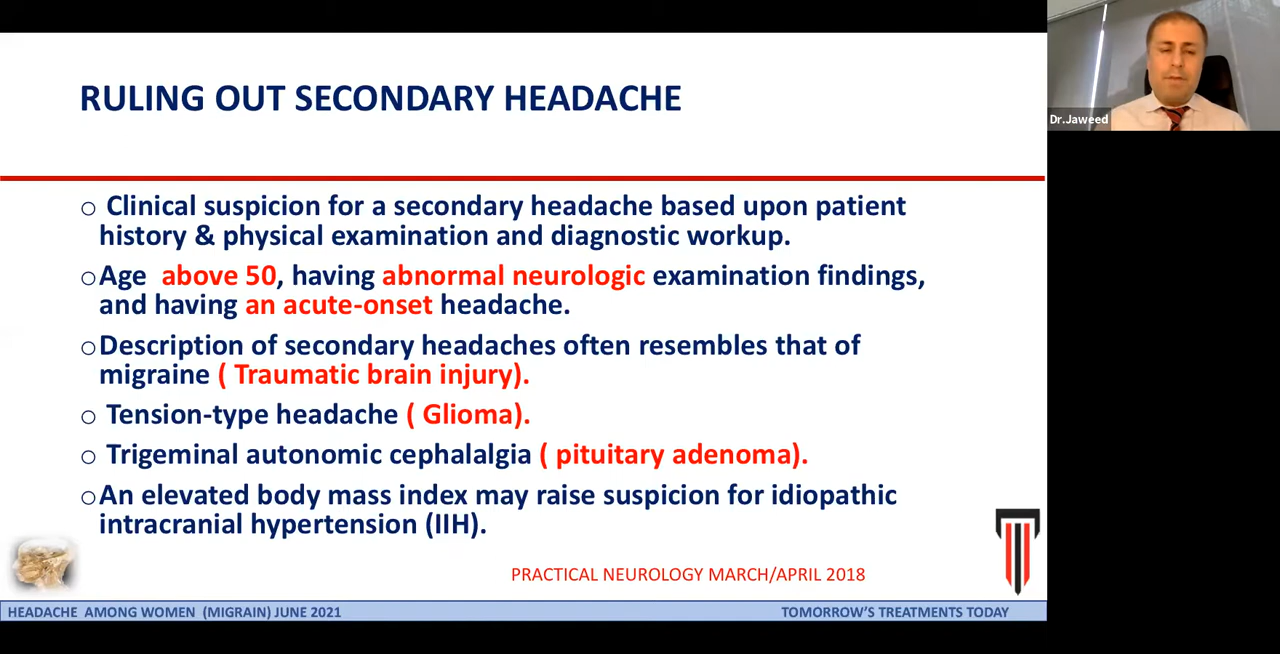 RULING OUT SECONDARY HEADACHE
Dr.Jaweed
Clinical suspicion for a secondary headache based upon patient
history & physical examination and diagnostic workup.
Age above 50, having abnormal neurologic examination findings,
and having an acute-onset headache.
Description of secondary headaches often resembles that of
migraine ( Traumatic brain injury).
Tension-type headache ( Glioma).
Trigeminal autonomic cephalalgia ( pituitary adenoma).
An elevated body mass index may raise suspicion for idiopathic
intracranial hypertension (IIH).
PRACTICAL NEUROLOGY MARCH/APRIL 2018
HEADACHE AMONG WOMEN (MIGRAIN) JUNE 2021
TOMORROW'S TREATMENTS TODAY